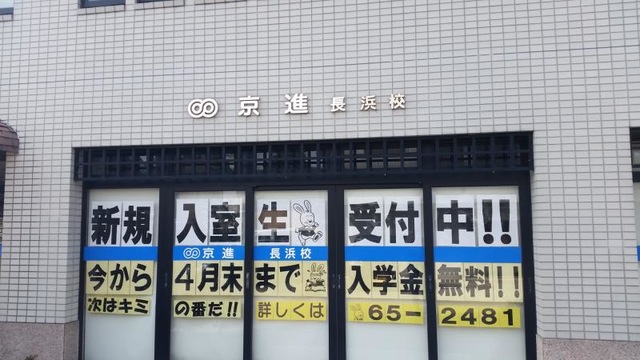 京進 長浜校
新規入室生受付中!!
京進 長浜校
今から4月末まで入学金無料!!
次はキミの番だ!! 詳しくは 65-2481